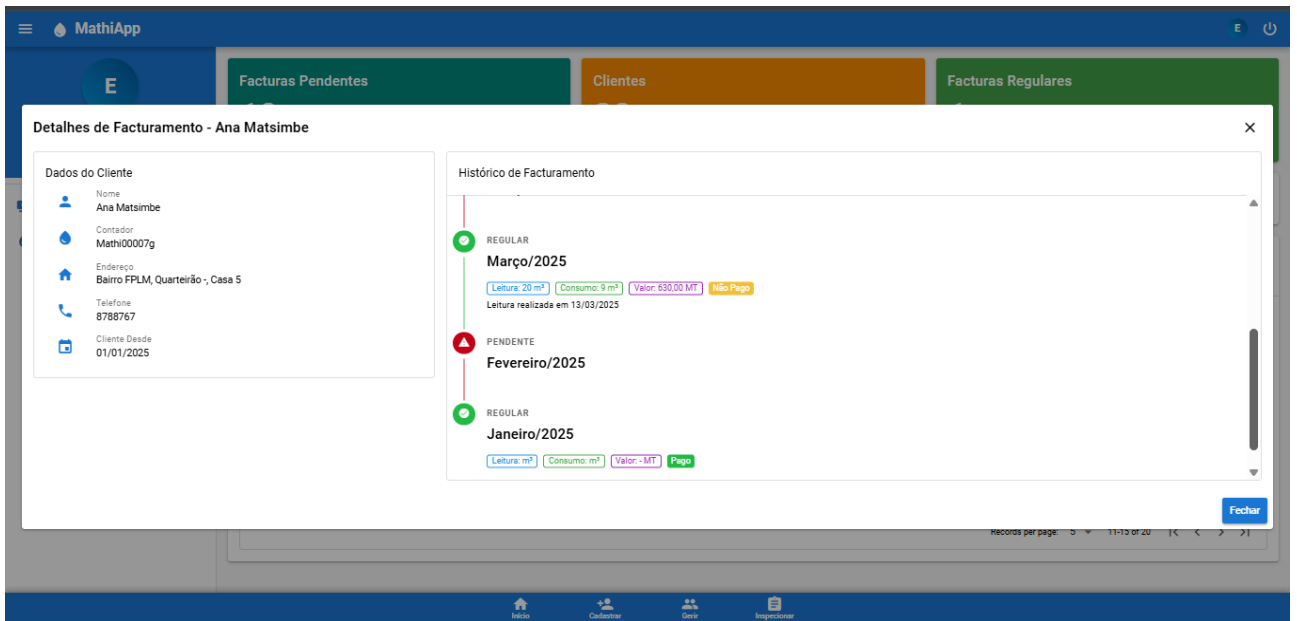 MathiApp
E
E
Facturas Pendentes
Clientes
Facturas Regulares
Detalhes de Facturamento - Ana Matsimbe
Dados do Cliente
Nome
Ana Matsimbe
Contador
Mathi00007g
Endereço
Bairro FPLM, Quarteirão -, Casa 5
Telefone
8788767
Cliente Desde
01/01/2025
Histórico de Facturamento
REGULAR
Março/2025
Leitura: 20 m³ Consumo: 9 m³ Valor: 630,00 MT Não Pago
Leitura realizada em 13/03/2025
PENDENTE
Fevereiro/2025
REGULAR
Janeiro/2025
Leitura: m³ Consumo: m³ Valor: - MT Pago
Fechar
Records per page: 5 11-15 of 20
Início Cadastrar Gerir Inspecionar